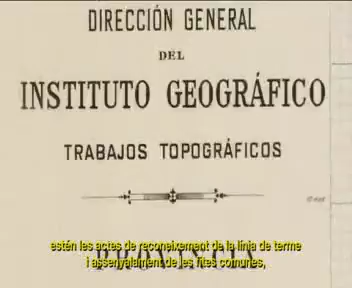 DIRECCIÓN GENERAL
DEL
INSTITUTO GEOGRÁFICO
TRABAJOS TOPOGRÁFICOS
PROVINCIA
estén les actes de reconeixement de la línia de terme
i assenyalament de les fites comunes,